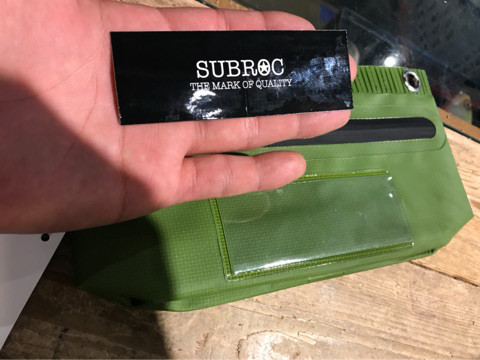 SUBROC
THE MARK OF QUALITY